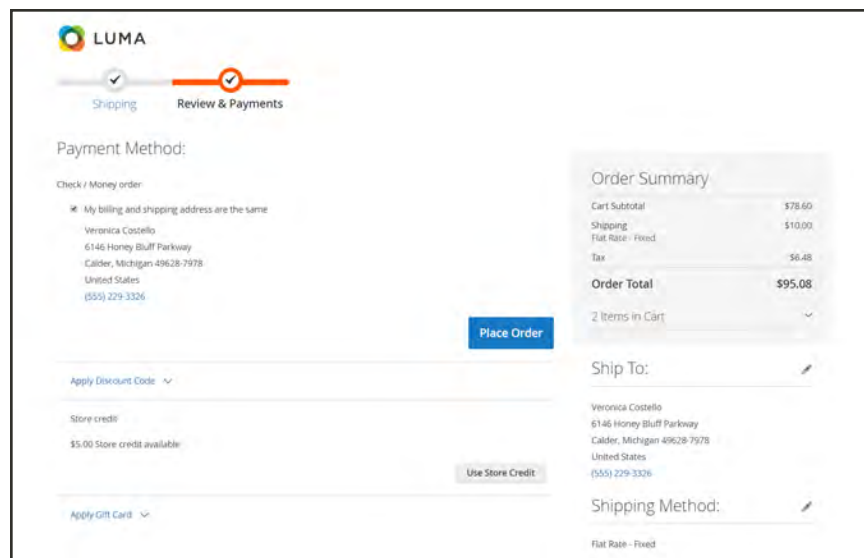 LUMA
Shipping
Review & Payments
Payment Method:
Check / Money order
My billing and shipping address are the same
Veronica Costello
6146 Honey Bluff Parkway
Calder, Michigan 49628-7978
United States
(555) 229-3326
Place Order
Apply Discount Code
Store credit
$5.00 Store credit available
Use Store Credit
Apply Gift Card
Order Summary
Cart Subtotal $78.60
Shipping $10.00
Flat Rate - Fixed
Tax $6.48
Order Total $95.08
2 Items in Cart
Ship To:
Veronica Costello
6146 Honey Bluff Parkway
Calder, Michigan 49628-7978
United States
(555) 229-3326
Shipping Method:
Flat Rate - Fixed